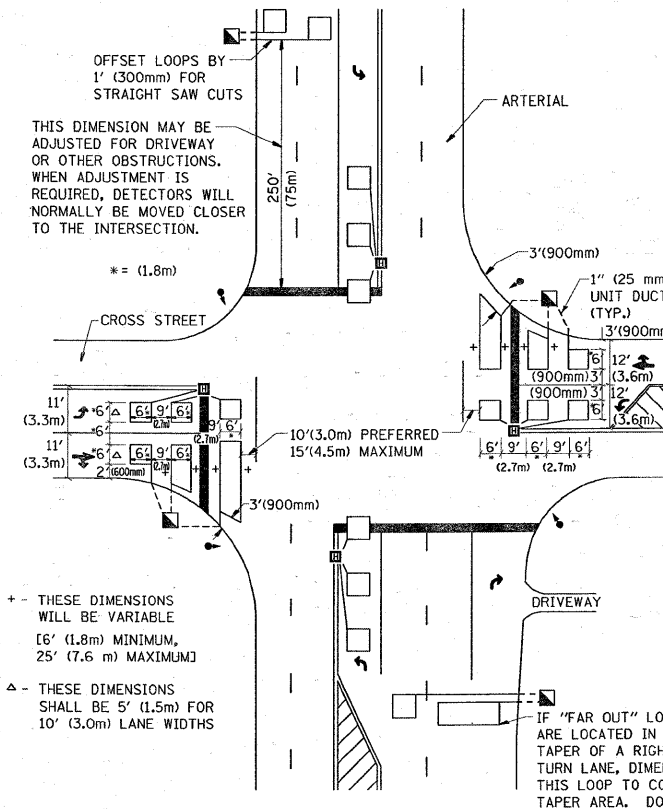 OFFSET LOOPS BY
1' (300mm) FOR
STRAIGHT SAW CUTS
THIS DIMENSION MAY BE
ADJUSTED FOR DRIVEWAY
OR OTHER OBSTRUCTIONS.
WHEN ADJUSTMENT IS
REQUIRED, DETECTORS WILL
NORMALLY BE MOVED CLOSER
TO THE INTERSECTION.
* = (1.8m)
250'
(75m)
ARTERIAL
3'(900mm)
1" (25 mm
UNIT DUCT
(TYP.)
3'(900mm
CROSS STREET
11'
(3.3m)
11'
(3.3m)
*6' Δ 6' 9' 6'
(2.7m)
*6'
*6' Δ 6' 9' 6'
(2.7m)
2' (600mm)
9' 6'
(2.7m) *
3'(900mm)
10'(3.0m) PREFERRED
15'(4.5m) MAXIMUM
*6 12'
(3.6m)
(900mm) 3'
(900mm) 3' 12'
*6 (3.6m)
6' 9' 6' 9' 6'
* (2.7m) * (2.7m) *
+ - THESE DIMENSIONS
WILL BE VARIABLE
[6' (1.8m) MINIMUM,
25' (7.6 m) MAXIMUM]
Δ - THESE DIMENSIONS
SHALL BE 5' (1.5m) FOR
10' (3.0m) LANE WIDTHS
DRIVEWAY
IF "FAR OUT" LO
ARE LOCATED IN
TAPER OF A RIGH
TURN LANE, DIME
THIS LOOP TO CO
TAPER AREA. DO